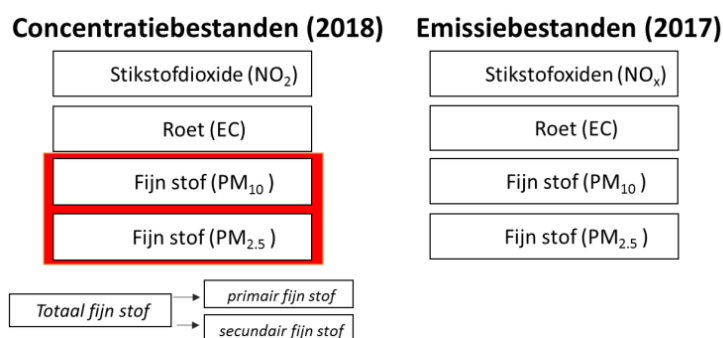 Concentratiebestanden (2018)
Stikstofdioxide (NO₂)
Roet (EC)
Fijn stof (PM₁₀ )
Fijn stof (PM₂.₅ )
Totaal fijn stof
primair fijn stof
secundair fijn stof
Emissiebestanden (2017)
Stikstofoxiden (NOₓ)
Roet (EC)
Fijn stof (PM₁₀ )
Fijn stof (PM₂.₅ )